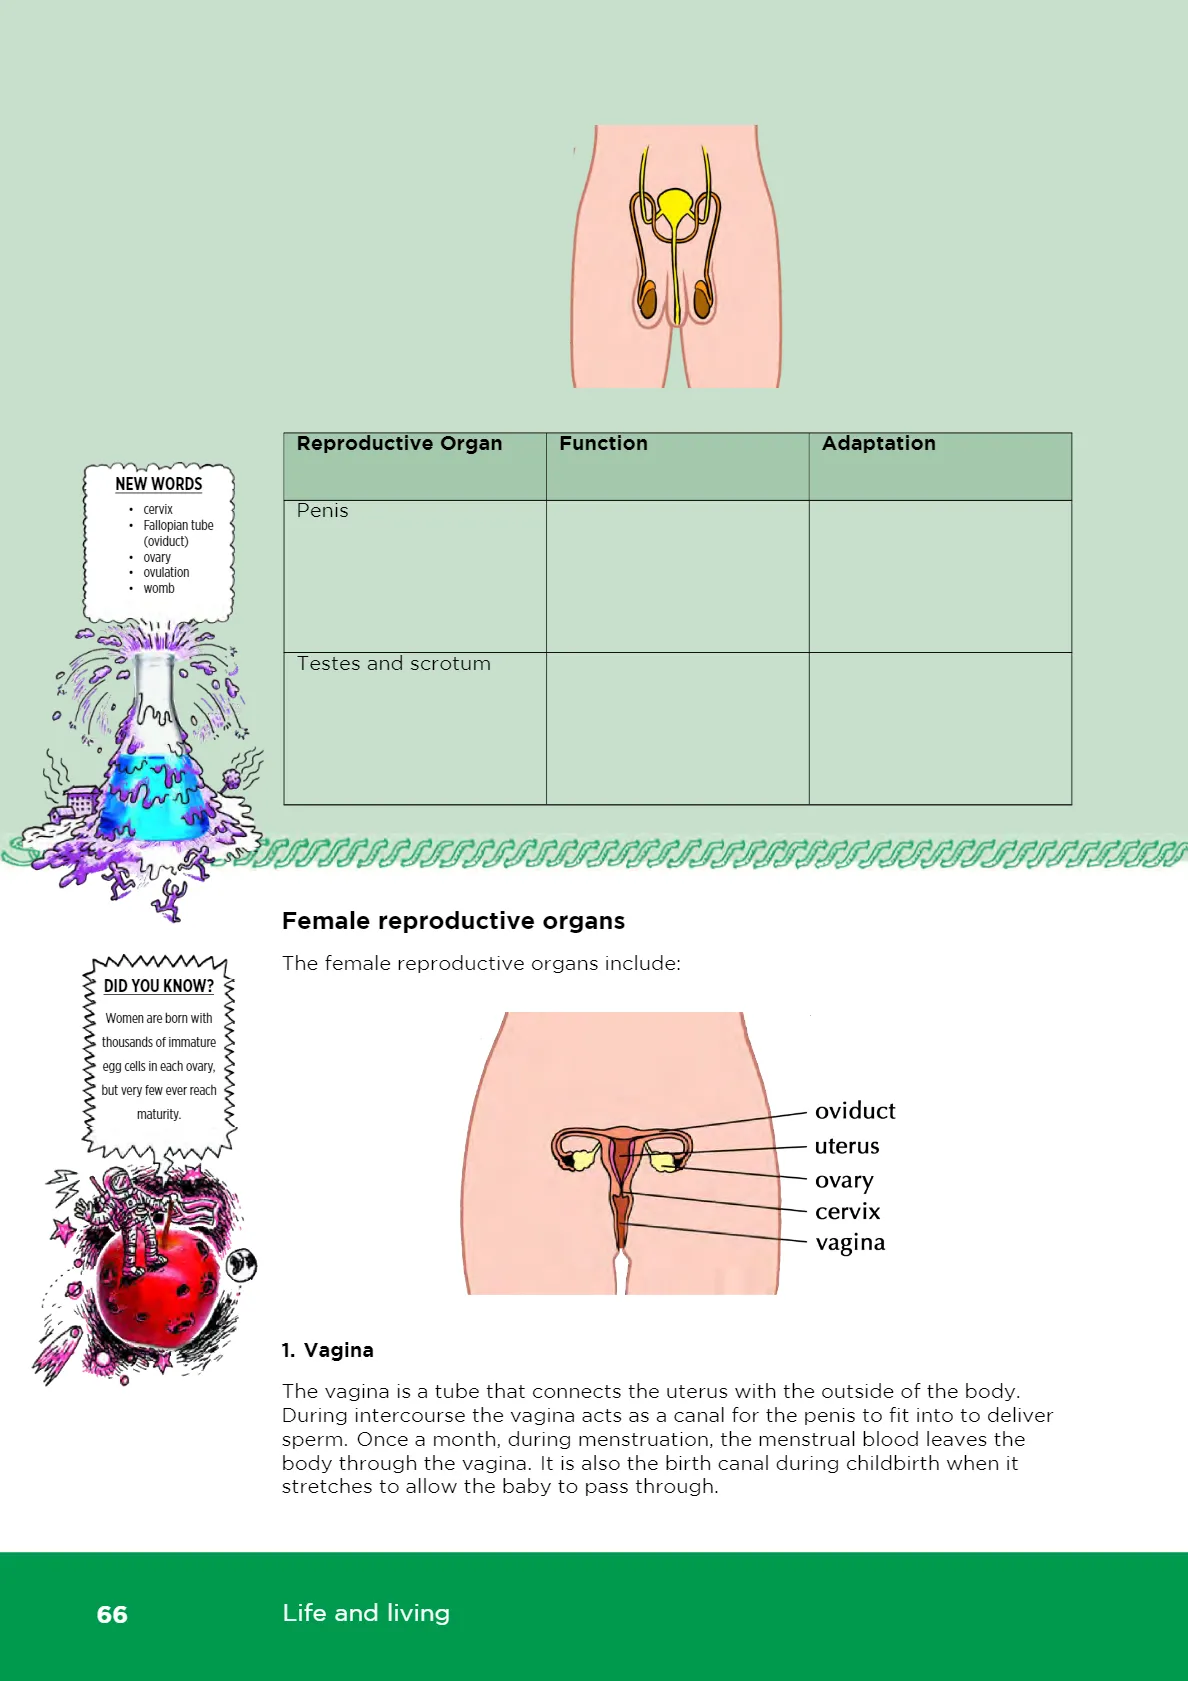 Reproductive Organ Function Adaptation
Penis
Testes and scrotum
NEW WORDS
• cervix
• Fallopian tube
(oviduct)
• ovary
• ovulation
• womb
Female reproductive organs
The female reproductive organs include:
DID YOU KNOW?
Women are born with
thousands of immature
egg cells in each ovary,
but very few ever reach
maturity.
oviduct
uterus
ovary
cervix
vagina
1. Vagina
The vagina is a tube that connects the uterus with the outside of the body.
During intercourse the vagina acts as a canal for the penis to fit into to deliver
sperm. Once a month, during menstruation, the menstrual blood leaves the
body through the vagina. It is also the birth canal during childbirth when it
stretches to allow the baby to pass through.
66 Life and living